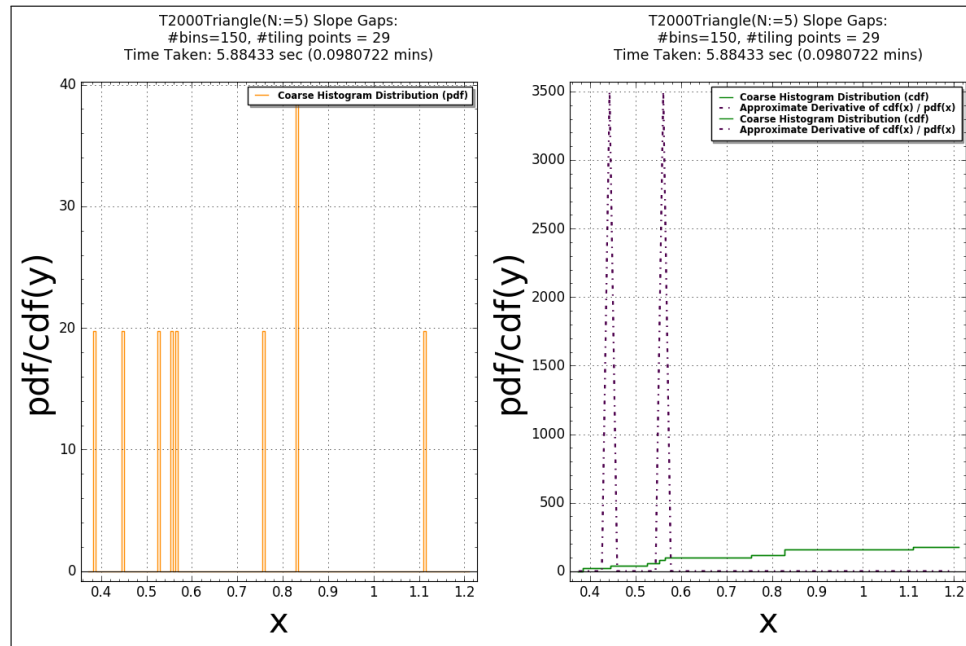 T2000Triangle(N:=5) Slope Gaps:
#bins=150, #tiling points = 29
Time Taken: 5.88433 sec (0.0980722 mins)
40
30
20
10
0
0.4 0.5 0.6 0.7 0.8 0.9 1 1.1 1.2
x
pdf/cdf(y)
Coarse Histogram Distribution (pdf)
T2000Triangle(N:=5) Slope Gaps:
#bins=150, #tiling points = 29
Time Taken: 5.88433 sec (0.0980722 mins)
3500
3000
2500
2000
1500
1000
500
0
0.4 0.5 0.6 0.7 0.8 0.9 1 1.1 1.2
x
pdf/cdf(y)
Coarse Histogram Distribution (cdf)
Approximate Derivative of cdf(x) / pdf(x)
Coarse Histogram Distribution (cdf)
Approximate Derivative of cdf(x) / pdf(x)